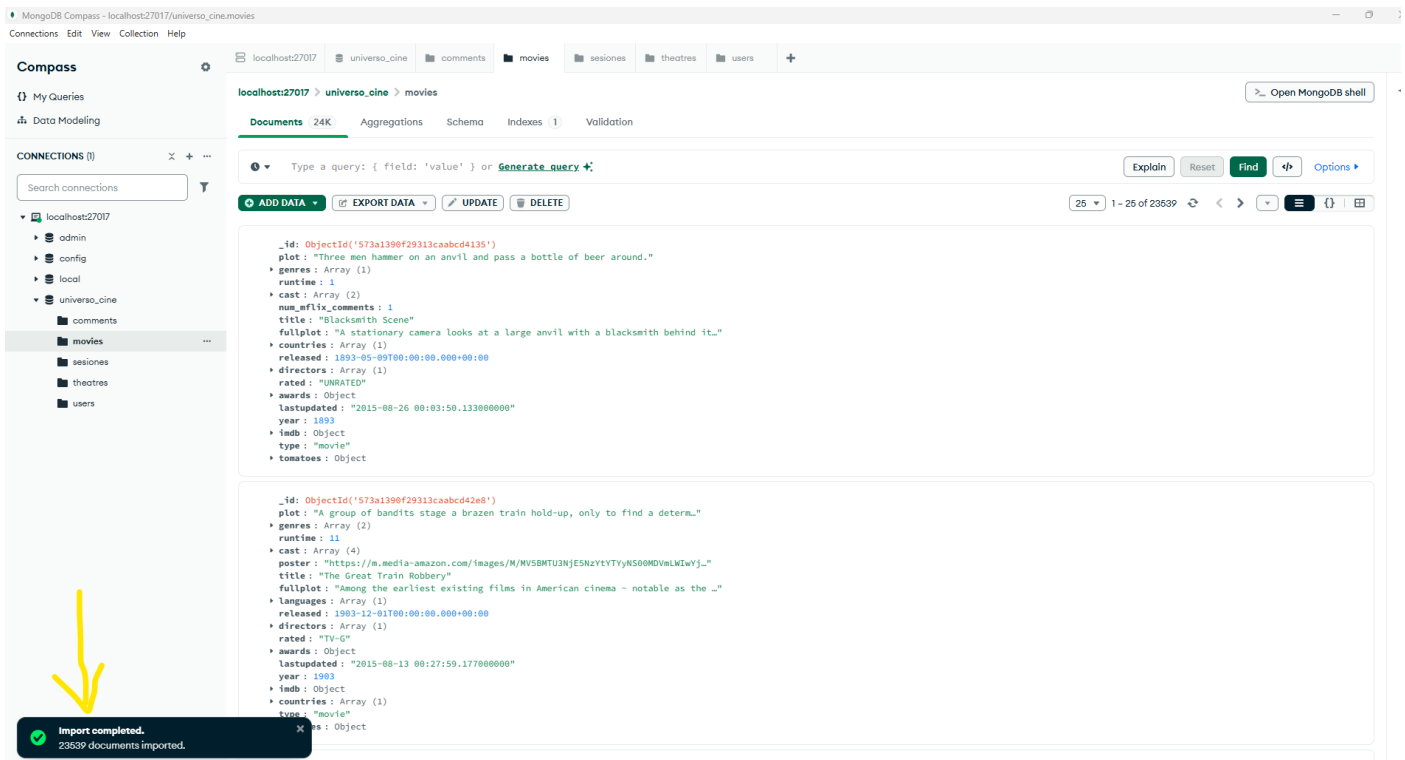 MongoDB Compass - localhost:27017/universo_cine.movies
Connections Edit View Collection Help
Compass
My Queries
Data Modeling
CONNECTIONS (1)
Search connections
localhost:27017
admin
config
local
universo_cine
comments
movies
sesiones
theatres
users
localhost:27017 universo_cine comments movies sesiones theatres users
localhost:27017 > universo_cine > movies
>_ Open MongoDB shell
Documents 24K Aggregations Schema Indexes 1 Validation
Type a query: { field: 'value' } or Generate query
Explain Reset Find </> Options
ADD DATA EXPORT DATA UPDATE DELETE
25 1 – 25 of 23539 {}
_id: ObjectId('573a1390f29313caabcd4135')
plot : "Three men hammer on an anvil and pass a bottle of beer around."
genres : Array (1)
runtime : 1
cast : Array (2)
num_mflix_comments : 1
title : "Blacksmith Scene"
fullplot : "A stationary camera looks at a large anvil with a blacksmith behind it…"
countries : Array (1)
released : 1893-05-09T00:00:00.000+00:00
directors : Array (1)
rated : "UNRATED"
awards : Object
lastupdated : "2015-08-26 00:03:50.133000000"
year : 1893
imdb : Object
type : "movie"
tomatoes : Object
_id: ObjectId('573a1390f29313caabcd42e8')
plot : "A group of bandits stage a brazen train hold-up, only to find a determ…"
genres : Array (2)
runtime : 11
cast : Array (4)
poster : "https://m.media-amazon.com/images/M/MV5BMTU3NjE5NzYtYTYyNS00MDVmLWIwYj…"
title : "The Great Train Robbery"
fullplot : "Among the earliest existing films in American cinema - notable as the …"
languages : Array (1)
released : 1903-12-01T00:00:00.000+00:00
directors : Array (1)
rated : "TV-G"
awards : Object
lastupdated : "2015-08-13 00:27:59.177000000"
year : 1903
imdb : Object
countries : Array (1)
type : "movie"
es : Object
Import completed.
23539 documents imported.